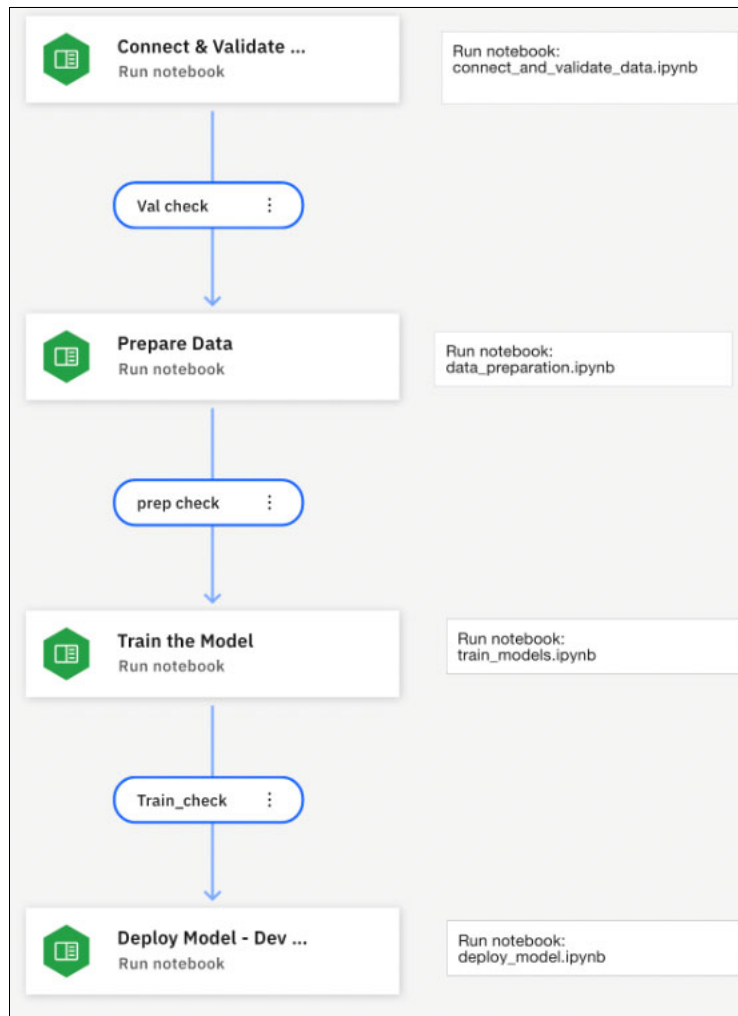 Connect & Validate ...
Run notebook
Run notebook:
connect_and_validate_data.ipynb
Val check
Prepare Data
Run notebook
Run notebook:
data_preparation.ipynb
prep check
Train the Model
Run notebook
Run notebook:
train_models.ipynb
Train_check
Deploy Model - Dev ...
Run notebook
Run notebook:
deploy_model.ipynb